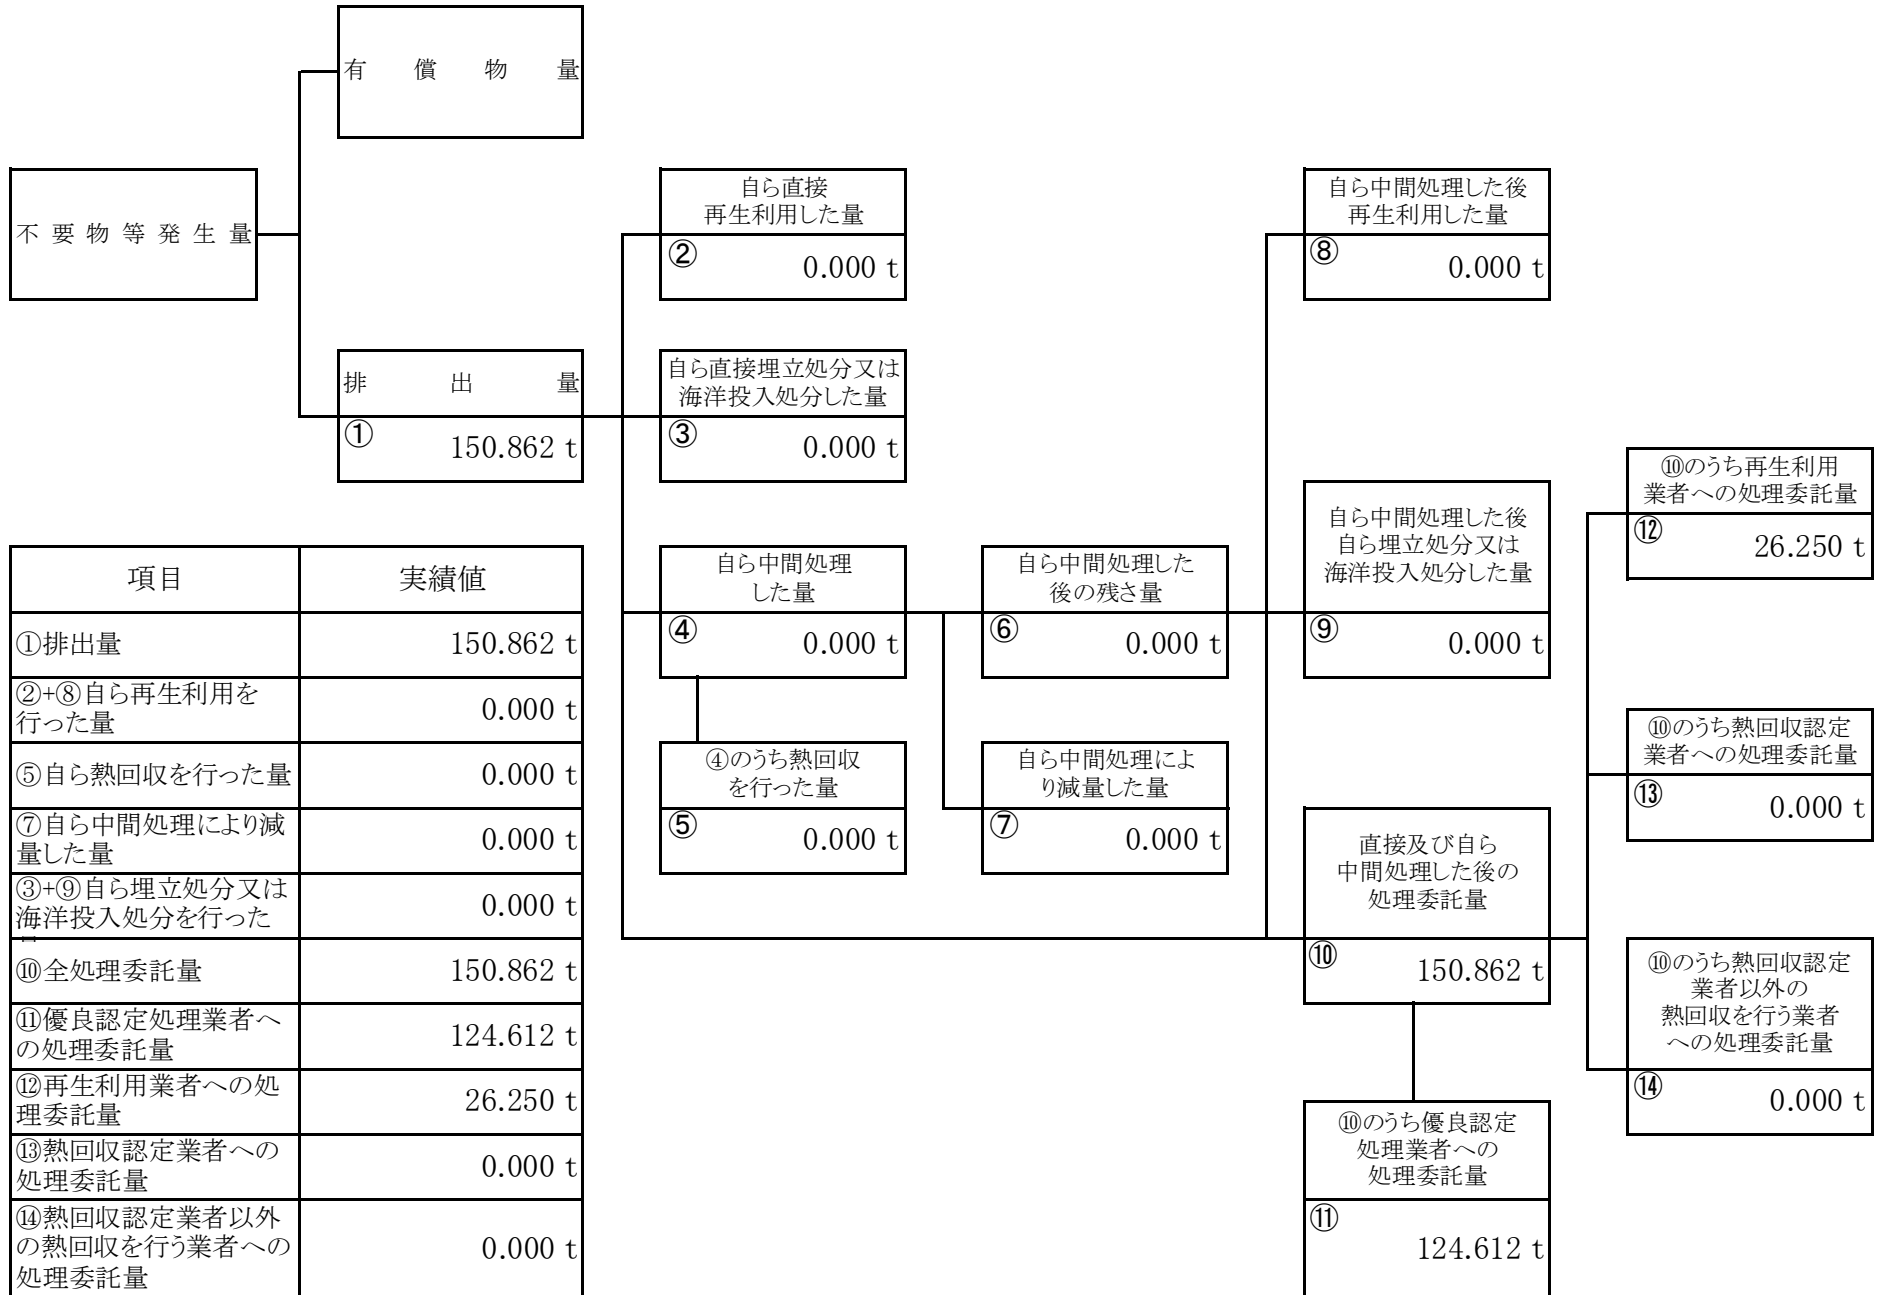 有償物量
不要物等発生量
排出量
① 150.862 t
自ら直接
再生利用した量
② 0.000 t
自ら直接埋立処分又は
海洋投入処分した量
③ 0.000 t
自ら中間処理
した量
④ 0.000 t
④のうち熱回収
を行った量
⑤ 0.000 t
自ら中間処理した
後の残さ量
⑥ 0.000 t
自ら中間処理によ
り減量した量
⑦ 0.000 t
自ら中間処理した後
再生利用した量
⑧ 0.000 t
自ら中間処理した後
自ら埋立処分又は
海洋投入処分した量
⑨ 0.000 t
直接及び自ら
中間処理した後の
処理委託量
⑩ 150.862 t
⑩のうち優良認定
処理業者への
処理委託量
⑪ 124.612 t
⑩のうち再生利用
業者への処理委託量
⑫ 26.250 t
⑩のうち熱回収認定
業者への処理委託量
⑬ 0.000 t
⑩のうち熱回収認定
業者以外の
熱回収を行う業者
への処理委託量
⑭ 0.000 t
項目 実績値
①排出量 150.862 t
②+⑧自ら再生利用を
行った量 0.000 t
⑤自ら熱回収を行った量 0.000 t
⑦自ら中間処理により減
量した量 0.000 t
③+⑨自ら埋立処分又は
海洋投入処分を行った 0.000 t
⑩全処理委託量 150.862 t
⑪優良認定処理業者へ
の処理委託量 124.612 t
⑫再生利用業者への処
理委託量 26.250 t
⑬熱回収認定業者への
処理委託量 0.000 t
⑭熱回収認定業者以外
の熱回収を行う業者への
処理委託量 0.000 t